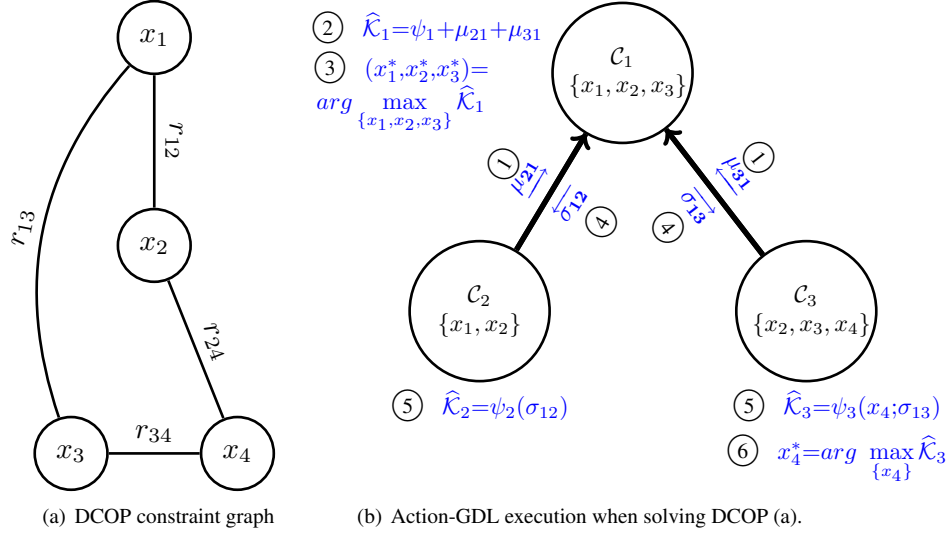 x₁
r₁₂
r₁₃
x₂
r₂₄
x₃
r₃₄
x₄
(a) DCOP constraint graph
② 𝒦̂₁=ψ₁+μ₂₁+μ₃₁
③ (x₁*,x₂*,x₃*)=
arg max 𝒦̂₁
{x₁,x₂,x₃}
𝒞₁
{x₁, x₂, x₃}
① μ₂₁
σ₁₂ ④
① μ₃₁
σ₁₃ ④
𝒞₂
{x₁, x₂}
𝒞₃
{x₂, x₃, x₄}
⑤ 𝒦̂₂=ψ₂(σ₁₂)
⑤ 𝒦̂₃=ψ₃(x₄;σ₁₃)
⑥ x₄*=arg max 𝒦̂₃
{x₄}
(b) Action-GDL execution when solving DCOP (a).